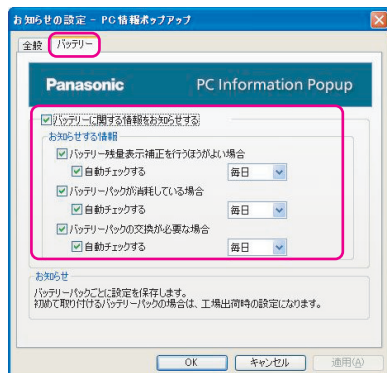 お知らせの設定 - PC情報ポップアップ
全般 バッテリー
Panasonic PC Information Popup
バッテリーに関する情報をお知らせする
お知らせする情報
バッテリー残量表示補正を行うほうがよい場合
自動チェックする 毎日
バッテリーパックが消耗している場合
自動チェックする 毎日
バッテリーパックの交換が必要な場合
自動チェックする 毎日
お知らせ
バッテリーパックごとに設定を保存します。
初めて取り付けるバッテリーパックの場合は、工場出荷時の設定になります。
OK キャンセル 適用(A)